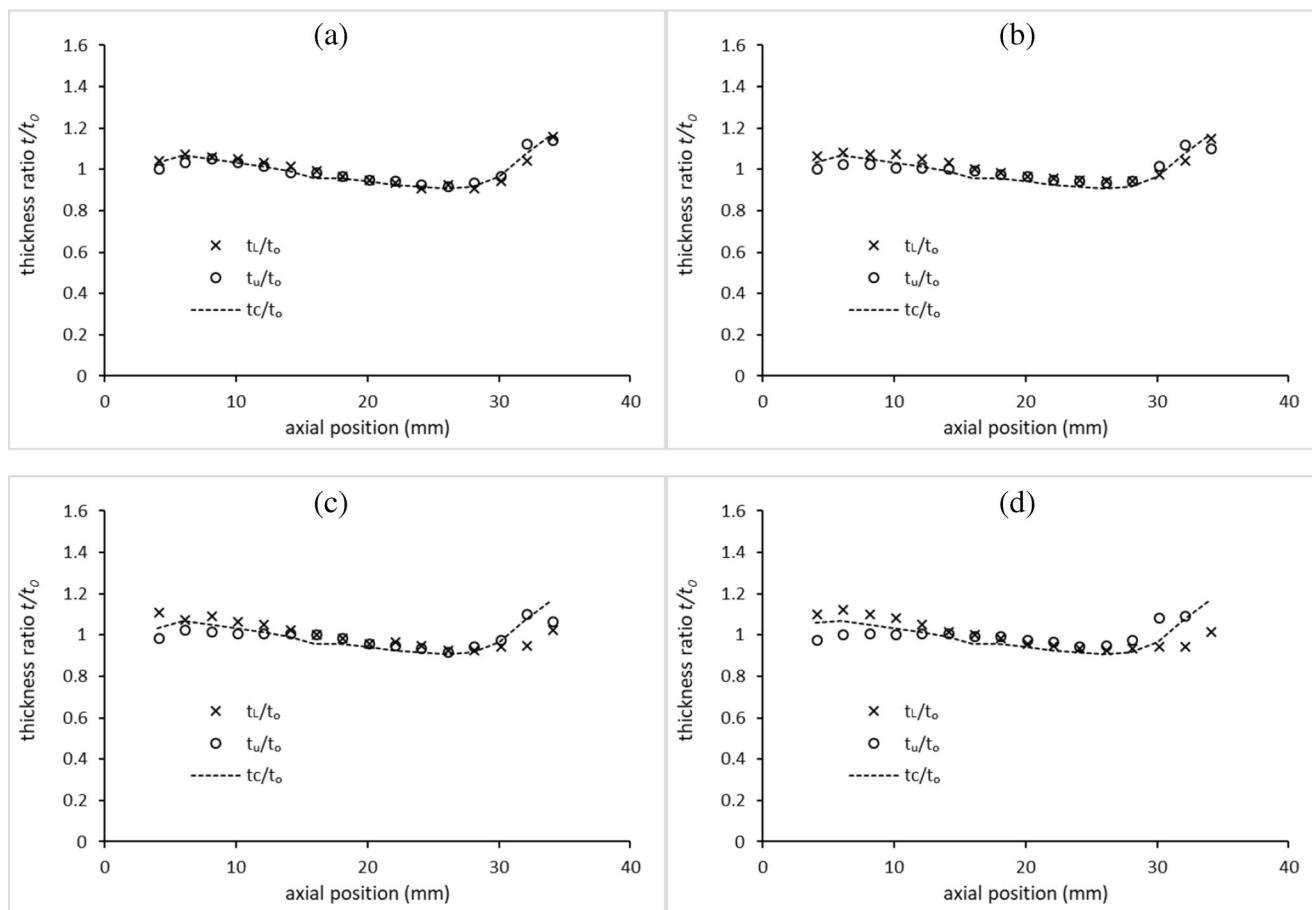 (a)
1.6
1.4
1.2
1
0.8
0.6
0.4
0.2
0
thickness ratio t/t₀
× tL/tₒ
○ tᵤ/tₒ
------ tc/tₒ
0 10 20 30 40
axial position (mm)
(b)
1.6
1.4
1.2
1
0.8
0.6
0.4
0.2
0
thickness ratio t/t₀
× tL/tₒ
○ tᵤ/tₒ
------ tc/tₒ
0 10 20 30 40
axial position (mm)
(c)
1.6
1.4
1.2
1
0.8
0.6
0.4
0.2
0
thickness ratio t/t₀
× tL/tₒ
○ tᵤ/tₒ
------ tc/tₒ
0 10 20 30 40
axial position (mm)
(d)
1.6
1.4
1.2
1
0.8
0.6
0.4
0.2
0
thickness ratio t/t₀
× tL/tₒ
○ tᵤ/tₒ
------ tc/tₒ
0 10 20 30 40
axial position (mm)